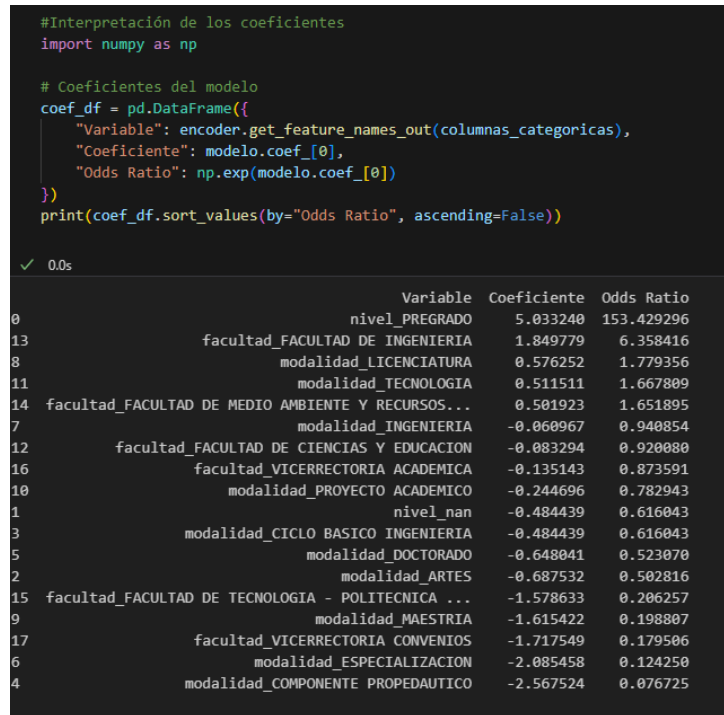 #Interpretación de los coeficientes
import numpy as np
# Coeficientes del modelo
coef_df = pd.DataFrame({
    "Variable": encoder.get_feature_names_out(columnas_categoricas),
    "Coeficiente": modelo.coef_[0],
    "Odds Ratio": np.exp(modelo.coef_[0])
})
print(coef_df.sort_values(by="Odds Ratio", ascending=False))
✓ 0.0s
Variable Coeficiente Odds Ratio
0 nivel_PREGRADO 5.033240 153.429296
13 facultad_FACULTAD DE INGENIERIA 1.849779 6.358416
8 modalidad_LICENCIATURA 0.576252 1.779356
11 modalidad_TECNOLOGIA 0.511511 1.667809
14 facultad_FACULTAD DE MEDIO AMBIENTE Y RECURSOS... 0.501923 1.651895
7 modalidad_INGENIERIA -0.060967 0.940854
12 facultad_FACULTAD DE CIENCIAS Y EDUCACION -0.083294 0.920080
16 facultad_VICERRECTORIA ACADEMICA -0.135143 0.873591
10 modalidad_PROYECTO ACADEMICO -0.244696 0.782943
1 nivel_nan -0.484439 0.616043
3 modalidad_CICLO BASICO INGENIERIA -0.484439 0.616043
5 modalidad_DOCTORADO -0.648041 0.523070
2 modalidad_ARTES -0.687532 0.502816
15 facultad_FACULTAD DE TECNOLOGIA - POLITECNICA ... -1.578633 0.206257
9 modalidad_MAESTRIA -1.615422 0.198807
17 facultad_VICERRECTORIA CONVENIOS -1.717549 0.179506
6 modalidad_ESPECIALIZACION -2.085458 0.124250
4 modalidad_COMPONENTE PROPEDAUTICO -2.567524 0.076725